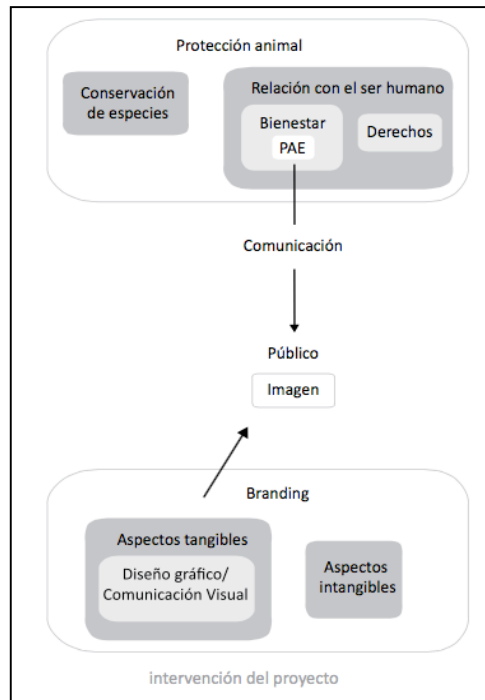 Protección animal
Conservación
de especies
Relación con el ser humano
Bienestar
PAE
Derechos
Comunicación
Público
Imagen
Branding
Aspectos tangibles
Diseño gráfico/
Comunicación Visual
Aspectos
intangibles
intervención del proyecto